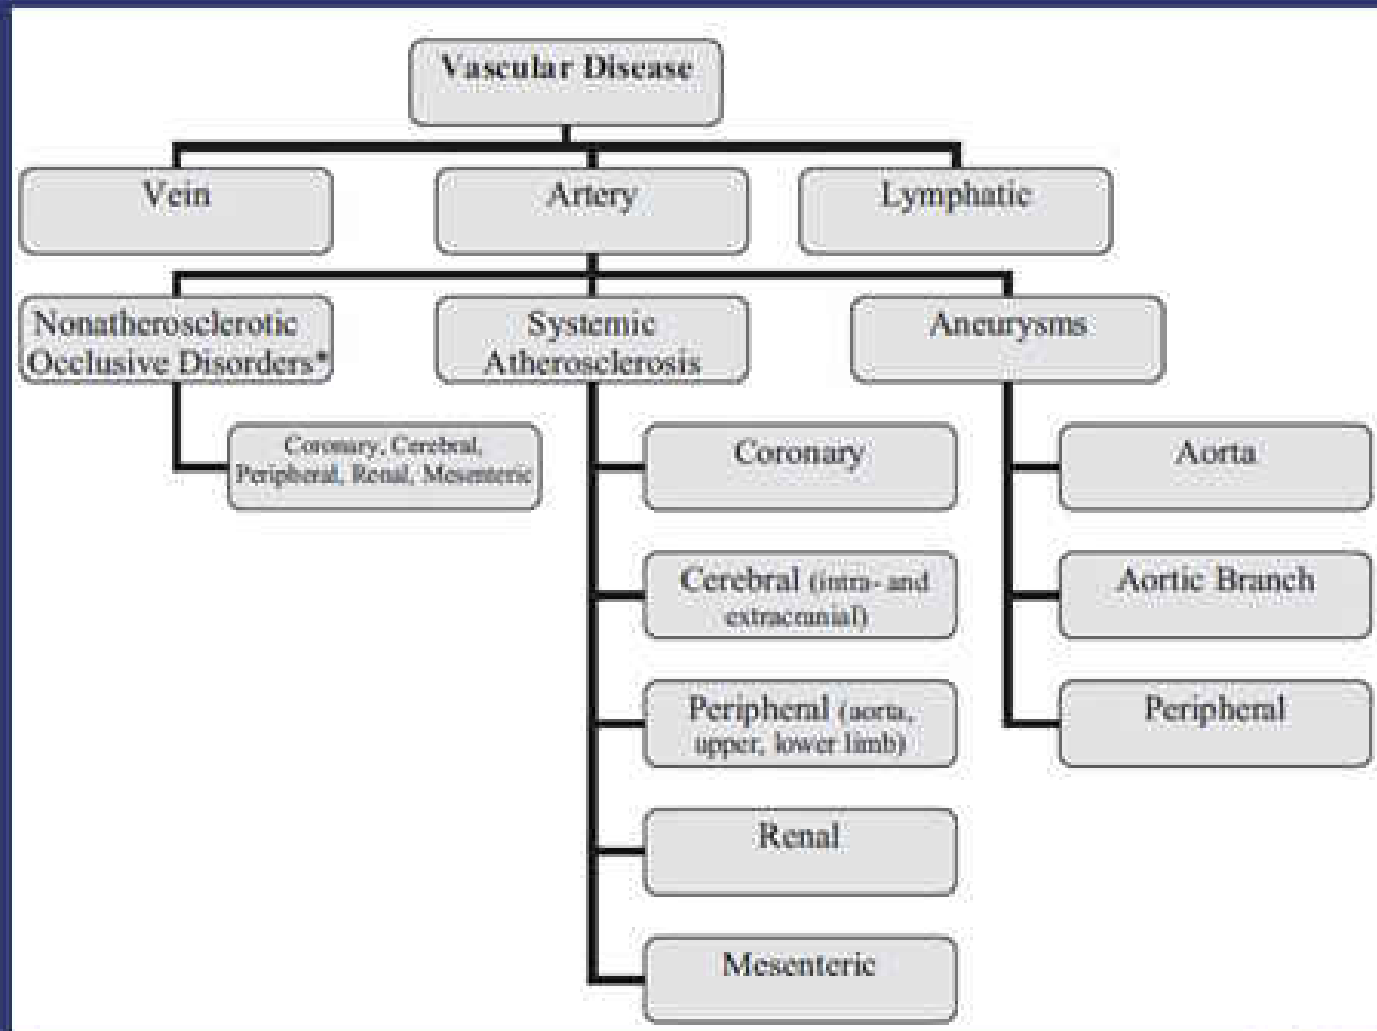 Vascular Disease
Vein
Artery
Lymphatic
Nonatherosclerotic
Occlusive Disorders*
Systemic
Atherosclerosis
Aneurysms
Coronary, Cerebral,
Peripheral, Renal, Mesenteric
Coronary
Cerebral (intra- and
extracranial)
Peripheral (aorta,
upper, lower limb)
Renal
Mesenteric
Aorta
Aortic Branch
Peripheral